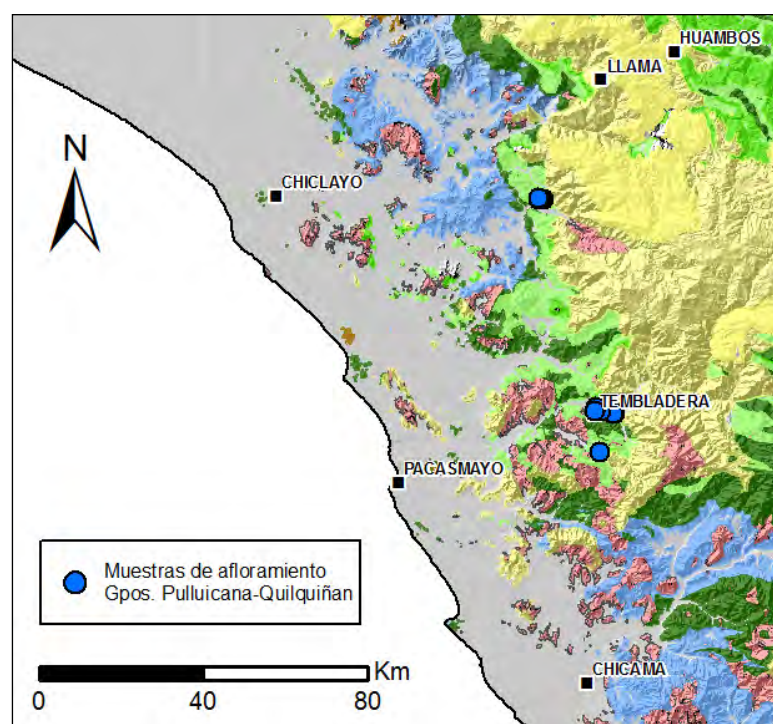 HUAMBOS
LLAMA
N
CHICLAYO
TEMBLADERA
PACASMAYO
Muestras de afloramiento
Gpos. Pulluicana-Quilquiñan
Km
0 40 80
CHICAMA